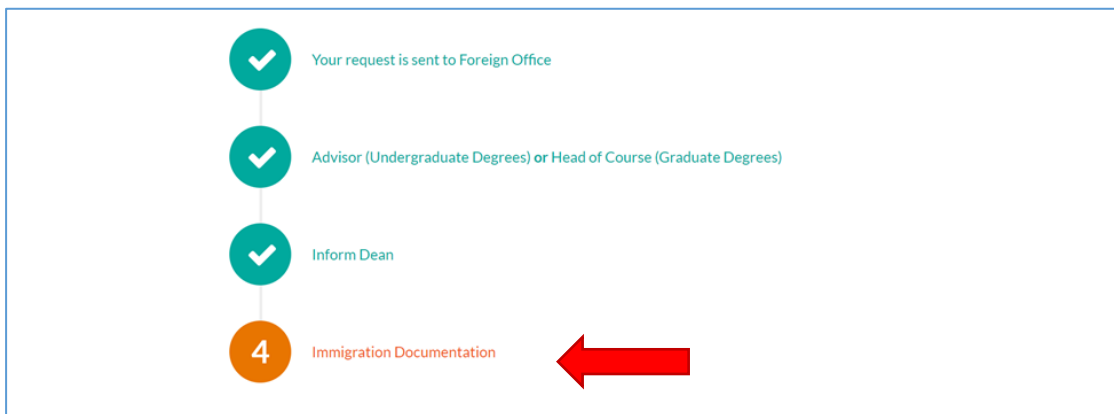 Your request is sent to Foreign Office
Advisor (Undergraduate Degrees) or Head of Course (Graduate Degrees)
Inform Dean
4 Immigration Documentation